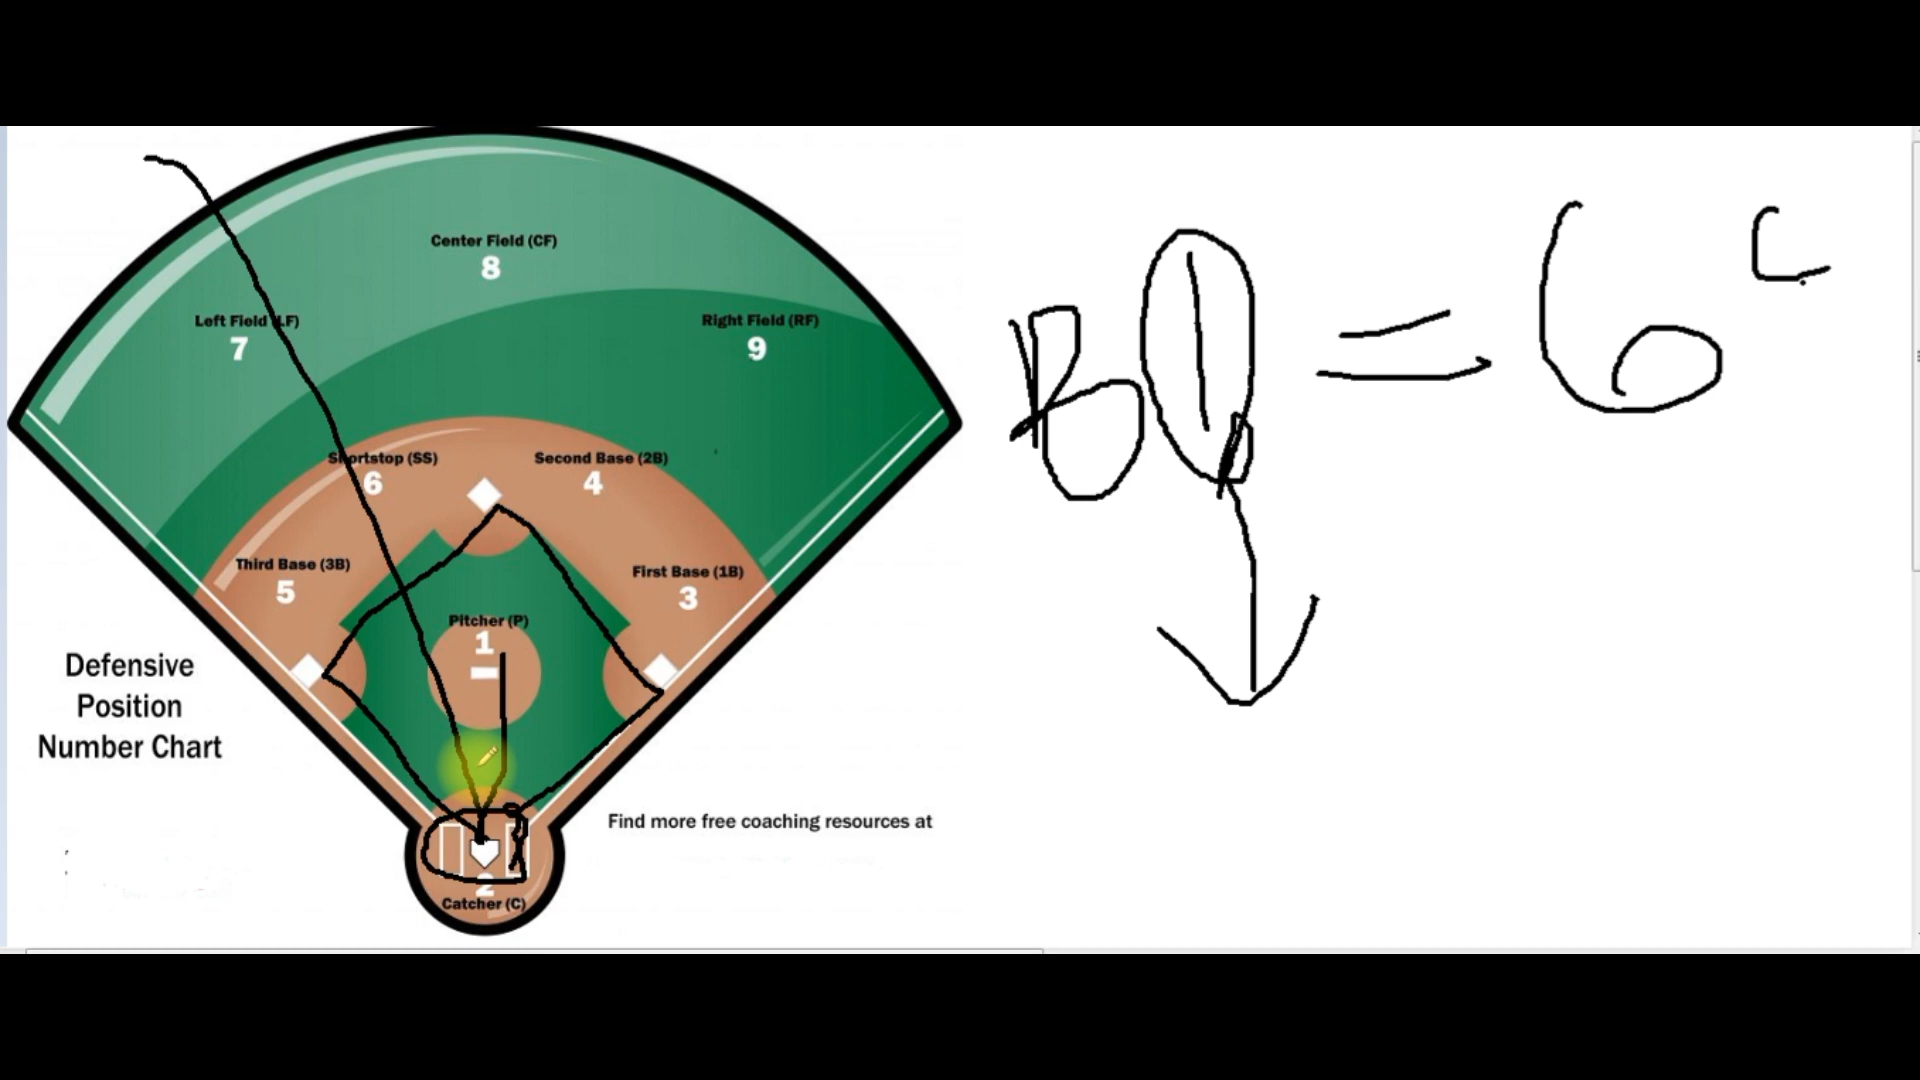 Center Field (CF)
8
Left Field (LF)
7
Right Field (RF)
9
Shortstop (SS)
6
Second Base (2B)
4
Third Base (3B)
5
First Base (1B)
3
Pitcher (P)
1
Defensive
Position
Number Chart
Find more free coaching resources at
2
Catcher (C)
= 6